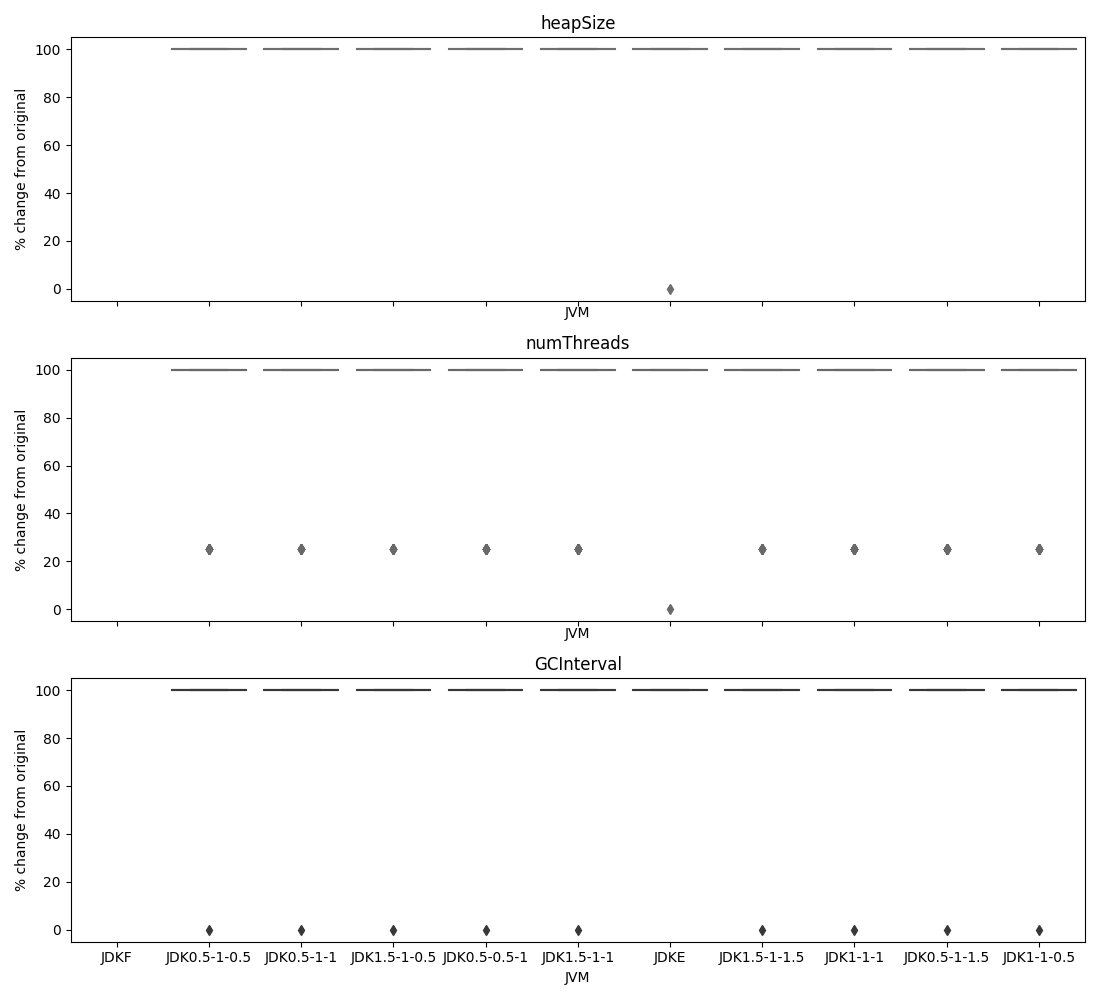 heapSize
100
80
60
40
20
0
% change from original
JVM
numThreads
100
80
60
40
20
0
% change from original
JVM
GCInterval
100
80
60
40
20
0
% change from original
JDKF JDK0.5-1-0.5 JDK0.5-1-1 JDK1.5-1-0.5 JDK0.5-0.5-1 JDK1.5-1-1 JDKE JDK1.5-1-1.5 JDK1-1-1 JDK0.5-1-1.5 JDK1-1-0.5
JVM